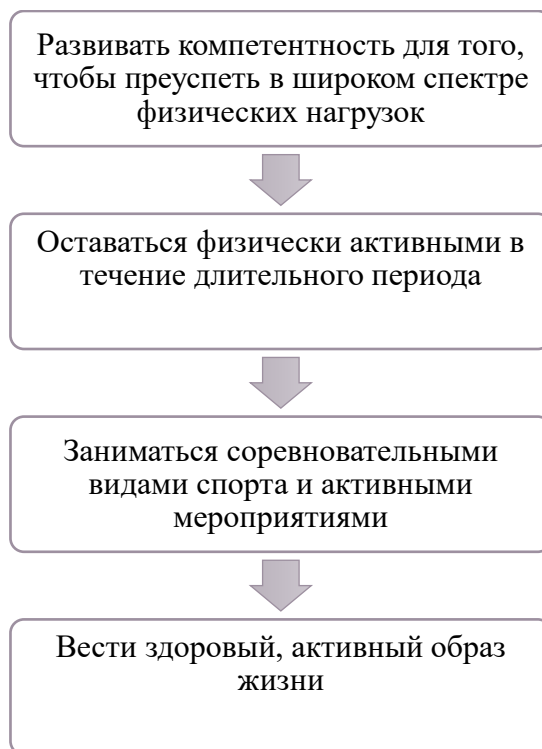 Развивать компетентность для того,
чтобы преуспеть в широком спектре
физических нагрузок
Оставаться физически активными в
течение длительного периода
Заниматься соревновательными
видами спорта и активными
мероприятиями
Вести здоровый, активный образ
жизни